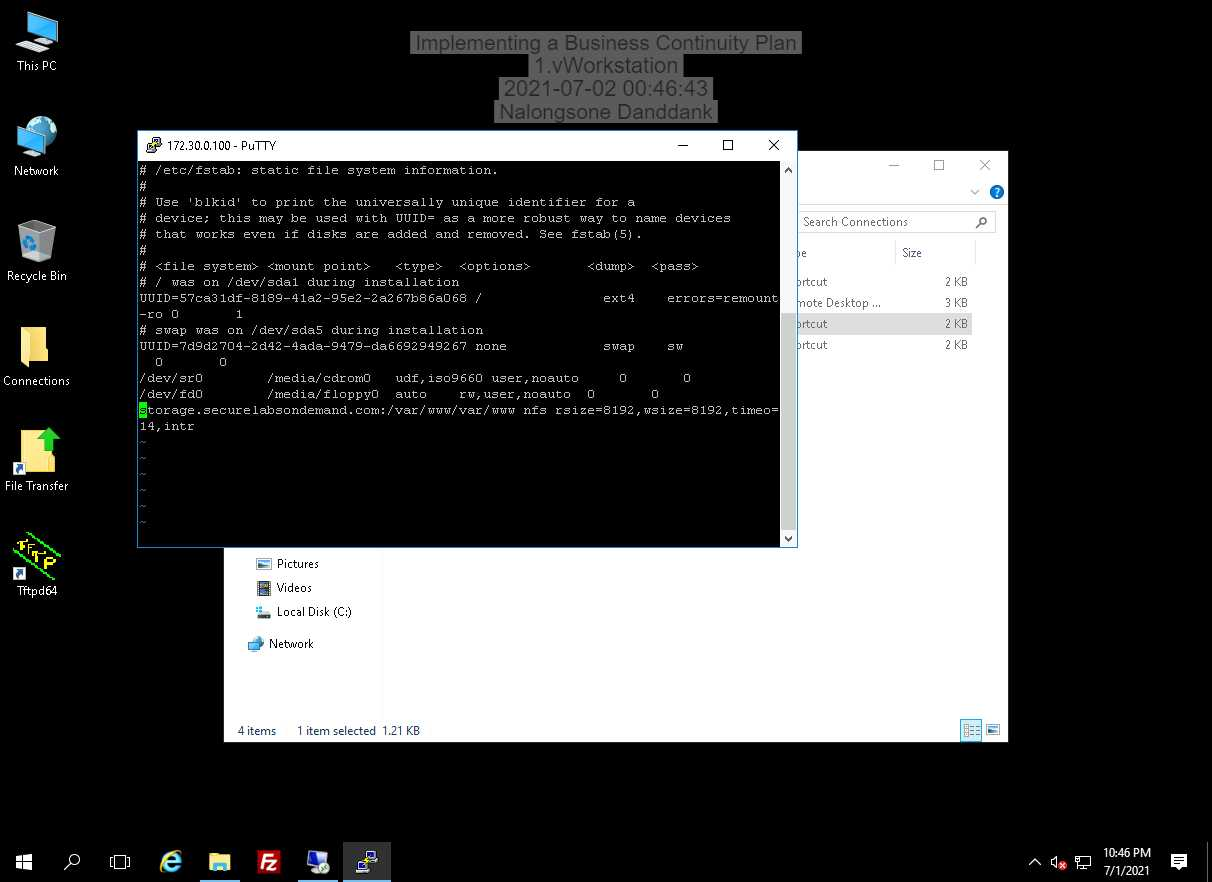 Implementing a Business Continuity Plan
1.vWorkstation
2021-07-02 00:46:43
Nalongsone Danddank
This PC
Network
Recycle Bin
Connections
File Transfer
TFTP
Tftpd64
172.30.0.100 - PuTTY
# /etc/fstab: static file system information.
#
# Use 'blkid' to print the universally unique identifier for a
# device; this may be used with UUID= as a more robust way to name devices
# that works even if disks are added and removed. See fstab(5).
#
# <file system> <mount point>   <type>  <options>       <dump>  <pass>
# / was on /dev/sda1 during installation
UUID=57ca31df-8189-41a2-95e2-2a267b86a068 /               ext4    errors=remount
-ro 0       1
# swap was on /dev/sda5 during installation
UUID=7d9d2704-2d42-4ada-9479-da6692949267 none            swap    sw
  0       0
/dev/sr0        /media/cdrom0   udf,iso9660 user,noauto     0       0
/dev/fd0        /media/floppy0  auto    rw,user,noauto  0       0
storage.securelabsondemand.com:/var/www/var/www nfs rsize=8192,wsize=8192,timeo=
14,intr
~
~
~
~
~
~
?
Search Connections
pe
Size
ortcut 2 KB
mote Desktop ... 3 KB
ortcut 2 KB
ortcut 2 KB
Pictures
Videos
Local Disk (C:)
Network
4 items 1 item selected 1.21 KB
Fz
10:46 PM
7/1/2021